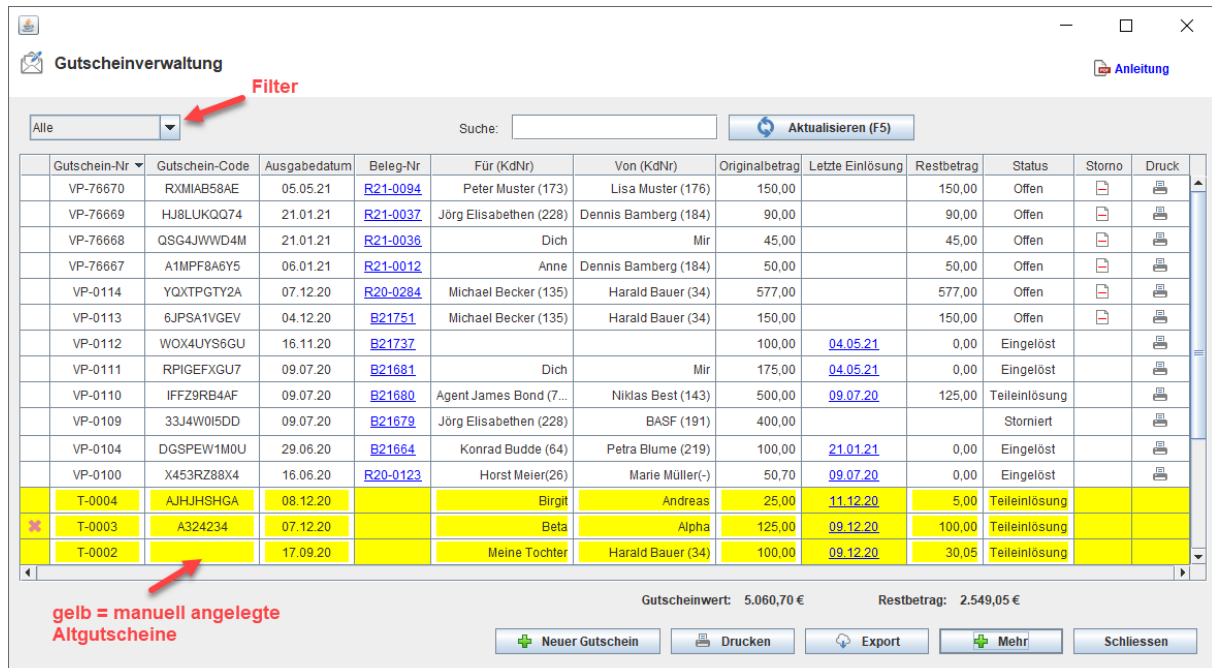 Gutscheinverwaltung
Anleitung
Filter
Alle
Suche:
Aktualisieren (F5)
Gutschein-Nr Gutschein-Code Ausgabedatum Beleg-Nr Für (KdNr) Von (KdNr) Originalbetrag Letzte Einlösung Restbetrag Status Storno Druck
VP-76670 RXMIAB58AE 05.05.21 R21-0094 Peter Muster (173) Lisa Muster (176) 150,00 150,00 Offen
VP-76669 HJ8LUKQQ74 21.01.21 R21-0037 Jörg Elisabethen (228) Dennis Bamberg (184) 90,00 90,00 Offen
VP-76668 QSG4JWWD4M 21.01.21 R21-0036 Dich Mir 45,00 45,00 Offen
VP-76667 A1MPF8A6Y5 06.01.21 R21-0012 Anne Dennis Bamberg (184) 50,00 50,00 Offen
VP-0114 YQXTPGTY2A 07.12.20 R20-0284 Michael Becker (135) Harald Bauer (34) 577,00 577,00 Offen
VP-0113 6JPSA1VGEV 04.12.20 B21751 Michael Becker (135) Harald Bauer (34) 150,00 150,00 Offen
VP-0112 WOX4UYS6GU 16.11.20 B21737 100,00 04.05.21 0,00 Eingelöst
VP-0111 RPIGEFXGU7 09.07.20 B21681 Dich Mir 175,00 04.05.21 0,00 Eingelöst
VP-0110 IFFZ9RB4AF 09.07.20 B21680 Agent James Bond (7... Niklas Best (143) 500,00 09.07.20 125,00 Teileinlösung
VP-0109 33J4W0I5DD 09.07.20 B21679 Jörg Elisabethen (228) BASF (191) 400,00 Storniert
VP-0104 DGSPEW1M0U 29.06.20 B21664 Konrad Budde (64) Petra Blume (219) 100,00 21.01.21 0,00 Eingelöst
VP-0100 X453RZ88X4 16.06.20 R20-0123 Horst Meier(26) Marie Müller(-) 50,70 09.07.20 0,00 Eingelöst
T-0004 AJHJHSHGA 08.12.20 Birgit Andreas 25,00 11.12.20 5,00 Teileinlösung
T-0003 A324234 07.12.20 Beta Alpha 125,00 09.12.20 100,00 Teileinlösung
T-0002 17.09.20 Meine Tochter Harald Bauer (34) 100,00 09.12.20 30,05 Teileinlösung
gelb = manuell angelegte
Altgutscheine
Gutscheinwert: 5.060,70 € Restbetrag: 2.549,05 €
Neuer Gutschein Drucken Export Mehr Schliessen